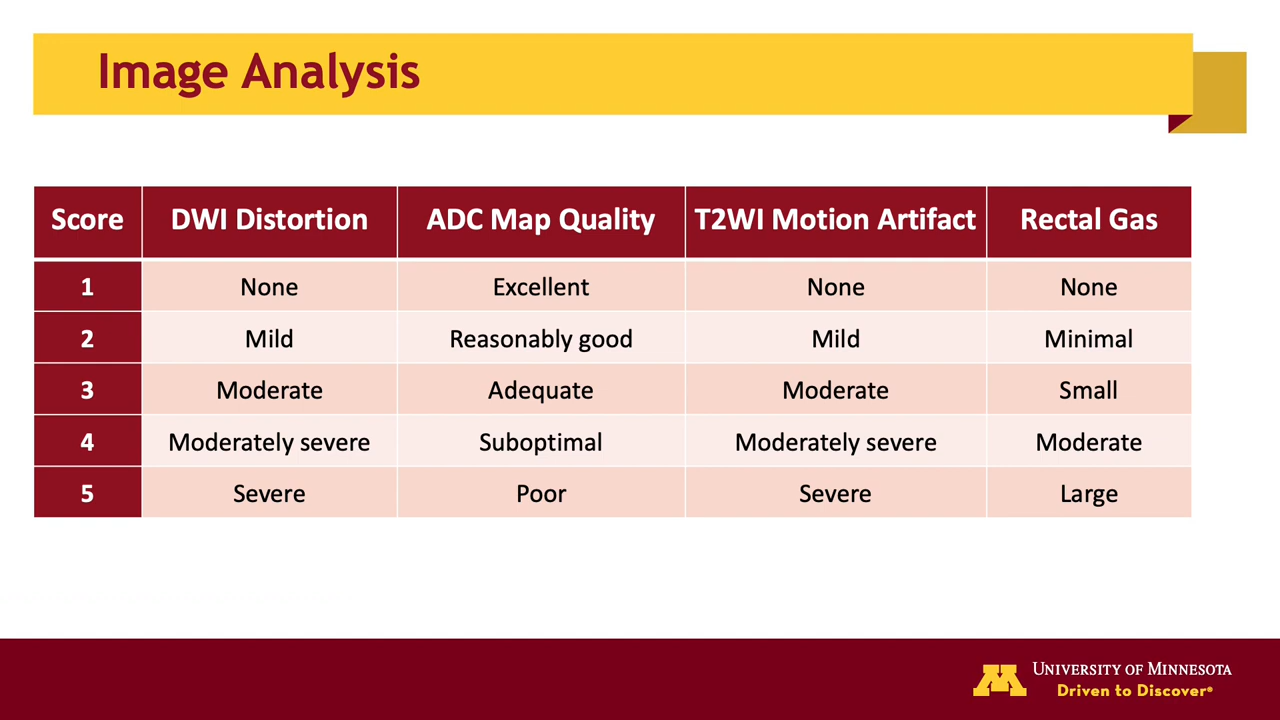 Image Analysis
Score DWI Distortion ADC Map Quality T2WI Motion Artifact Rectal Gas
1 None Excellent None None
2 Mild Reasonably good Mild Minimal
3 Moderate Adequate Moderate Small
4 Moderately severe Suboptimal Moderately severe Moderate
5 Severe Poor Severe Large
M UNIVERSITY OF MINNESOTA
Driven to Discover®